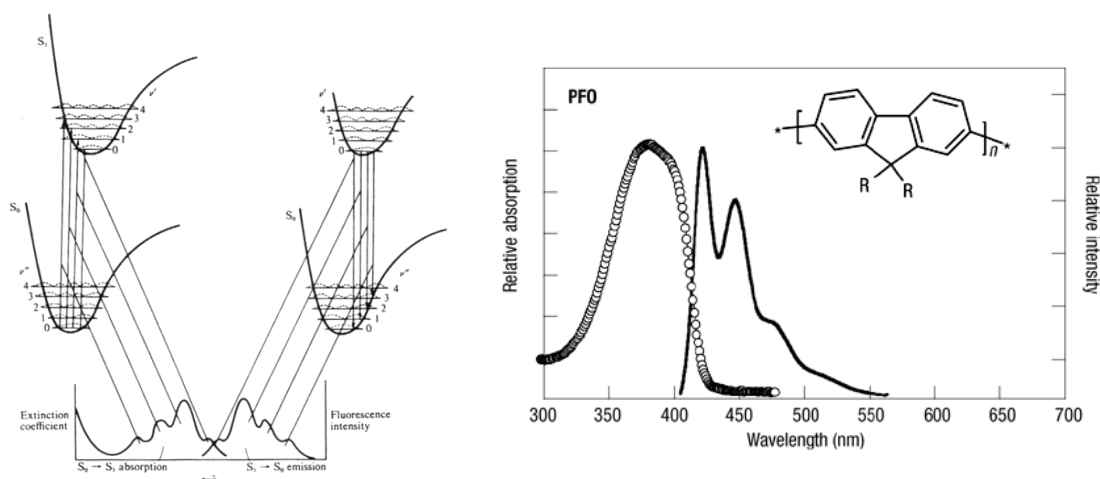 S₁
ν'
4
3
2
1
0
S₀
ν''
4
3
2
1
0
ν'
4
3
2
1
0
S₀
ν''
4
3
2
1
0
Extinction
coefficient
Fluorescence
intensity
S₀ → S₁ absorption
S₁ → S₀ emission
PFO
*
[
]n
*
R
R
Relative absorption
Relative intensity
300 350 400 450 500 550 600 650 700
Wavelength (nm)